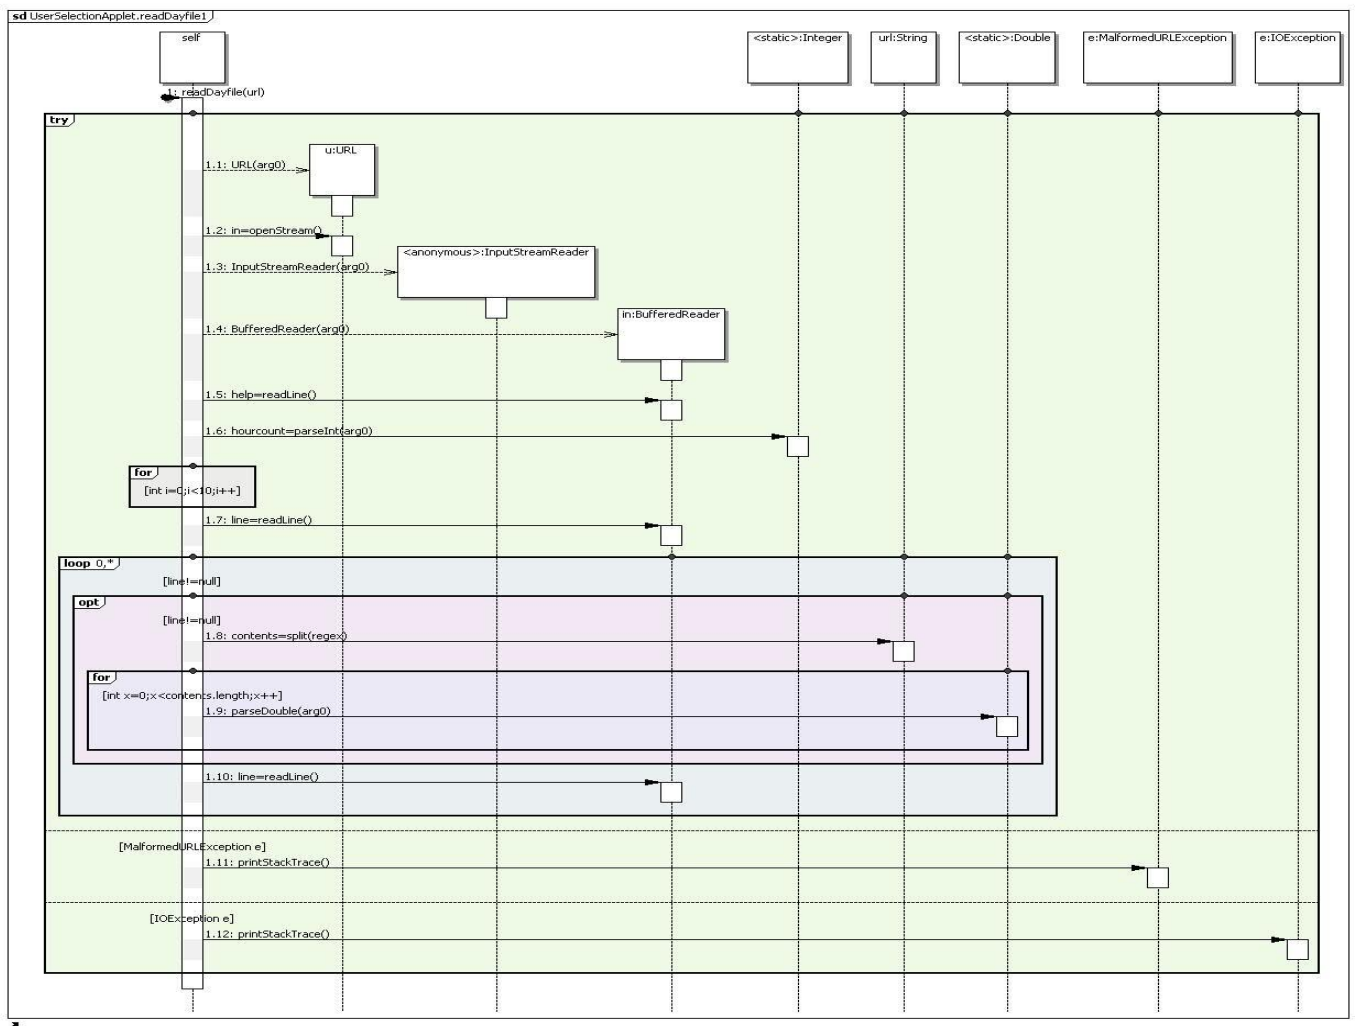 sd UserSelectionApplet.readDayfile1
self
<static>:Integer
url:String
<static>:Double
e:MalformedURLException
e:IOException
1: readDayfile(url)
try
u:URL
1.1: URL(arg0)
1.2: in=openStream()
<anonymous>:InputStreamReader
1.3: InputStreamReader(arg0)
in:BufferedReader
1.4: BufferedReader(arg0)
1.5: help=readLine()
1.6: hourcount=parseInt(arg0)
for
[int i=0;i<10;i++]
1.7: line=readLine()
loop 0,*
[line!=null]
opt
[line!=null]
1.8: contents=split(regex)
for
[int x=0;x<contents.length;x++]
1.9: parseDouble(arg0)
1.10: line=readLine()
[MalformedURLException e]
1.11: printStackTrace()
[IOException e]
1.12: printStackTrace()